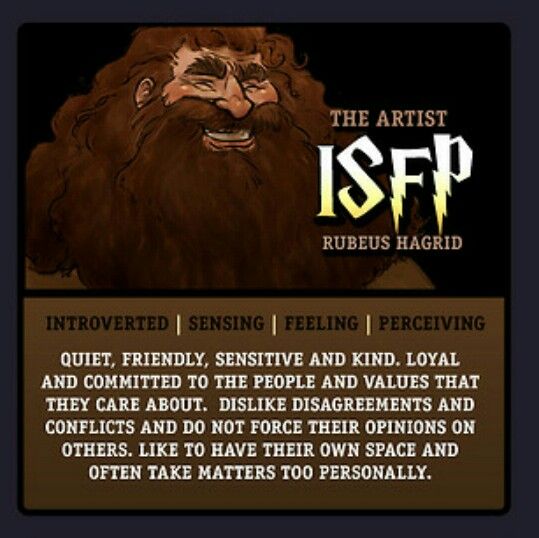 THE ARTIST
ISFP
RUBEUS HAGRID
INTROVERTED | SENSING | FEELING | PERCEIVING
QUIET, FRIENDLY, SENSITIVE AND KIND. LOYAL
AND COMMITTED TO THE PEOPLE AND VALUES THAT
THEY CARE ABOUT. DISLIKE DISAGREEMENTS AND
CONFLICTS AND DO NOT FORCE THEIR OPINIONS ON
OTHERS. LIKE TO HAVE THEIR OWN SPACE AND
OFTEN TAKE MATTERS TOO PERSONALLY.